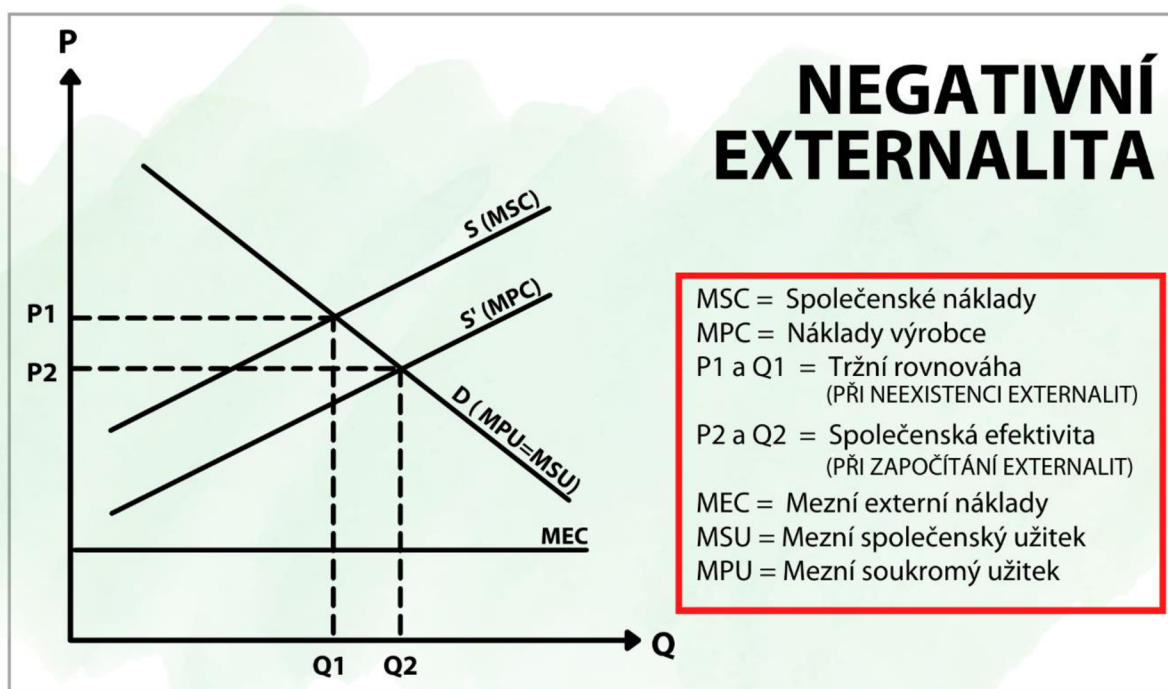 P
NEGATIVNÍ
EXTERNALITA
S (MSC)
S' (MPC)
P1
P2
D ( MPU=MSU)
MEC
Q1
Q2
Q
MSC = Společenské náklady
MPC = Náklady výrobce
P1 a Q1 = Tržní rovnováha
(PŘI NEEXISTENCI EXTERNALIT)
P2 a Q2 = Společenská efektivita
(PŘI ZAPOČÍTÁNÍ EXTERNALIT)
MEC = Mezní externí náklady
MSU = Mezní společenský užitek
MPU = Mezní soukromý užitek